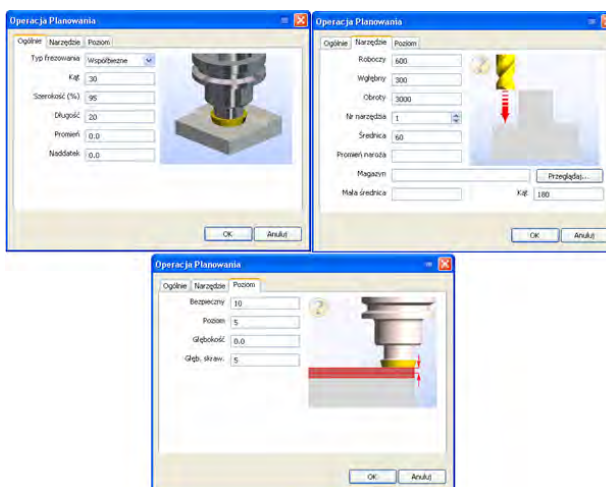 Operacja Planowania
Ogólnie Narzędzie Poziom
Typ frezowania Współbieżne
Kąt 30
Szerokość (%) 95
Długość 20
Promień 0.0
Naddatek 0.0
OK Anuluj
Operacja Planowania
Ogólnie Narzędzie Poziom
Roboczy 600
Wgłębny 300
Obroty 3000
Nr narzędzia 1
Średnica 60
Promień naroża
Magazyn Przeglądaj...
Mała średnica Kąt 180
OK Anuluj
Operacja Planowania
Ogólnie Narzędzie Poziom
Bezpieczny 10
Poziom 5
Głębokość 0.0
Głęb. skraw. 5
OK Anuluj